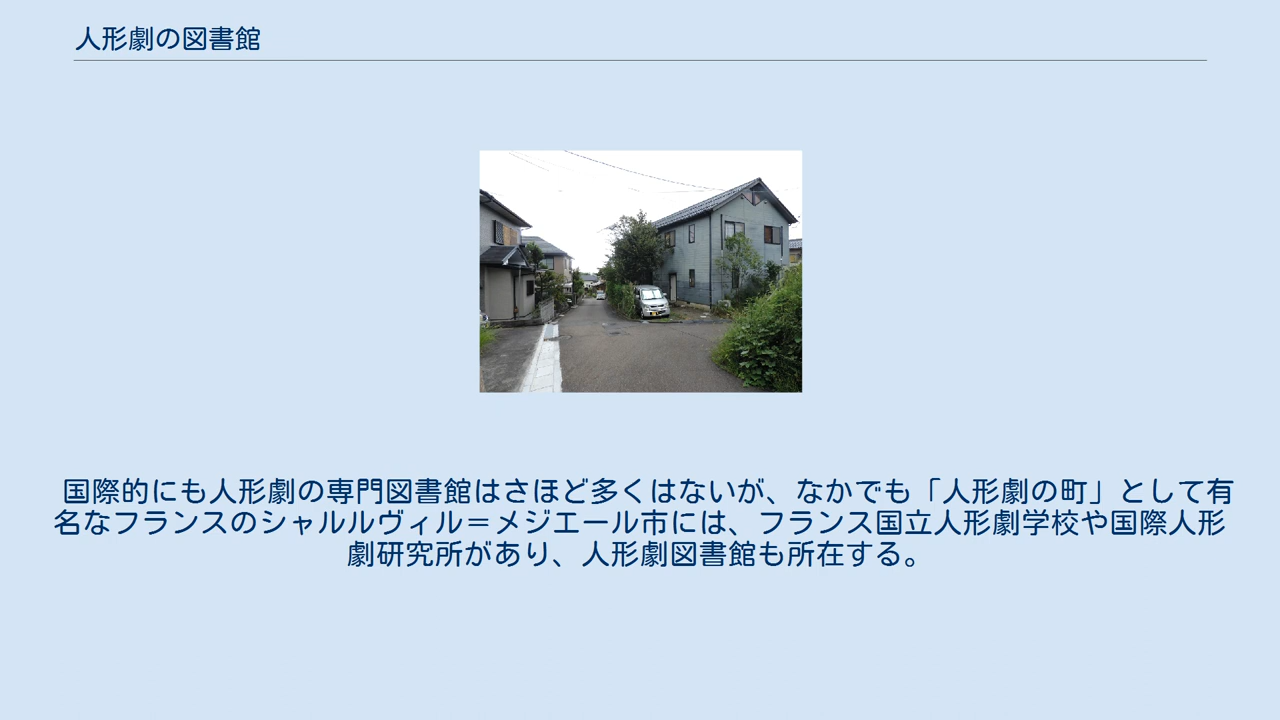 人形劇の図書館
国際的にも人形劇の専門図書館はさほど多くはないが、なかでも「人形劇の町」として有
名なフランスのシャルルヴィル＝メジエール市には、フランス国立人形劇学校や国際人形
劇研究所があり、人形劇図書館も所在する。